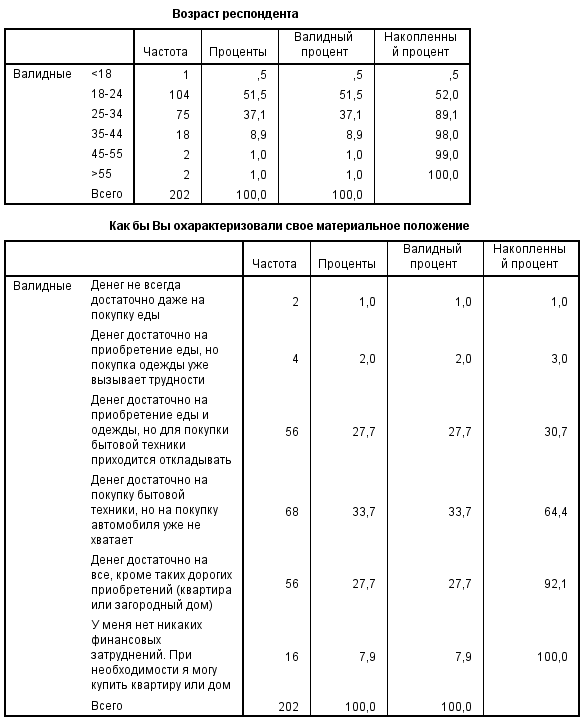 Возраст респондента
Частота Проценты Валидный процент Накопленны й процент
Валидные <18 1 ,5 ,5 ,5
18-24 104 51,5 51,5 52,0
25-34 75 37,1 37,1 89,1
35-44 18 8,9 8,9 98,0
45-55 2 1,0 1,0 99,0
>55 2 1,0 1,0 100,0
Всего 202 100,0 100,0
Как бы Вы охарактеризовали свое материальное положение
Частота Проценты Валидный процент Накопленны й процент
Валидные Денег не всегда
достаточно даже на 2 1,0 1,0 1,0
покупку еды
Денег достаточно на
приобретение еды, но
покупка одежды уже 4 2,0 2,0 3,0
вызывает трудности
Денег достаточно на
приобретение еды и
одежды, но для покупки 56 27,7 27,7 30,7
бытовой техники
приходится откладывать
Денег достаточно на
покупку бытовой
техники, но на покупку 68 33,7 33,7 64,4
автомобиля уже не
хватает
Денег достаточно на
все, кроме таких дорогих
приобретений (квартира 56 27,7 27,7 92,1
или загородный дом)
У меня нет никаких
финансовых
затруднений. При 16 7,9 7,9 100,0
необходимости я могу
купить квартиру или дом
Всего 202 100,0 100,0